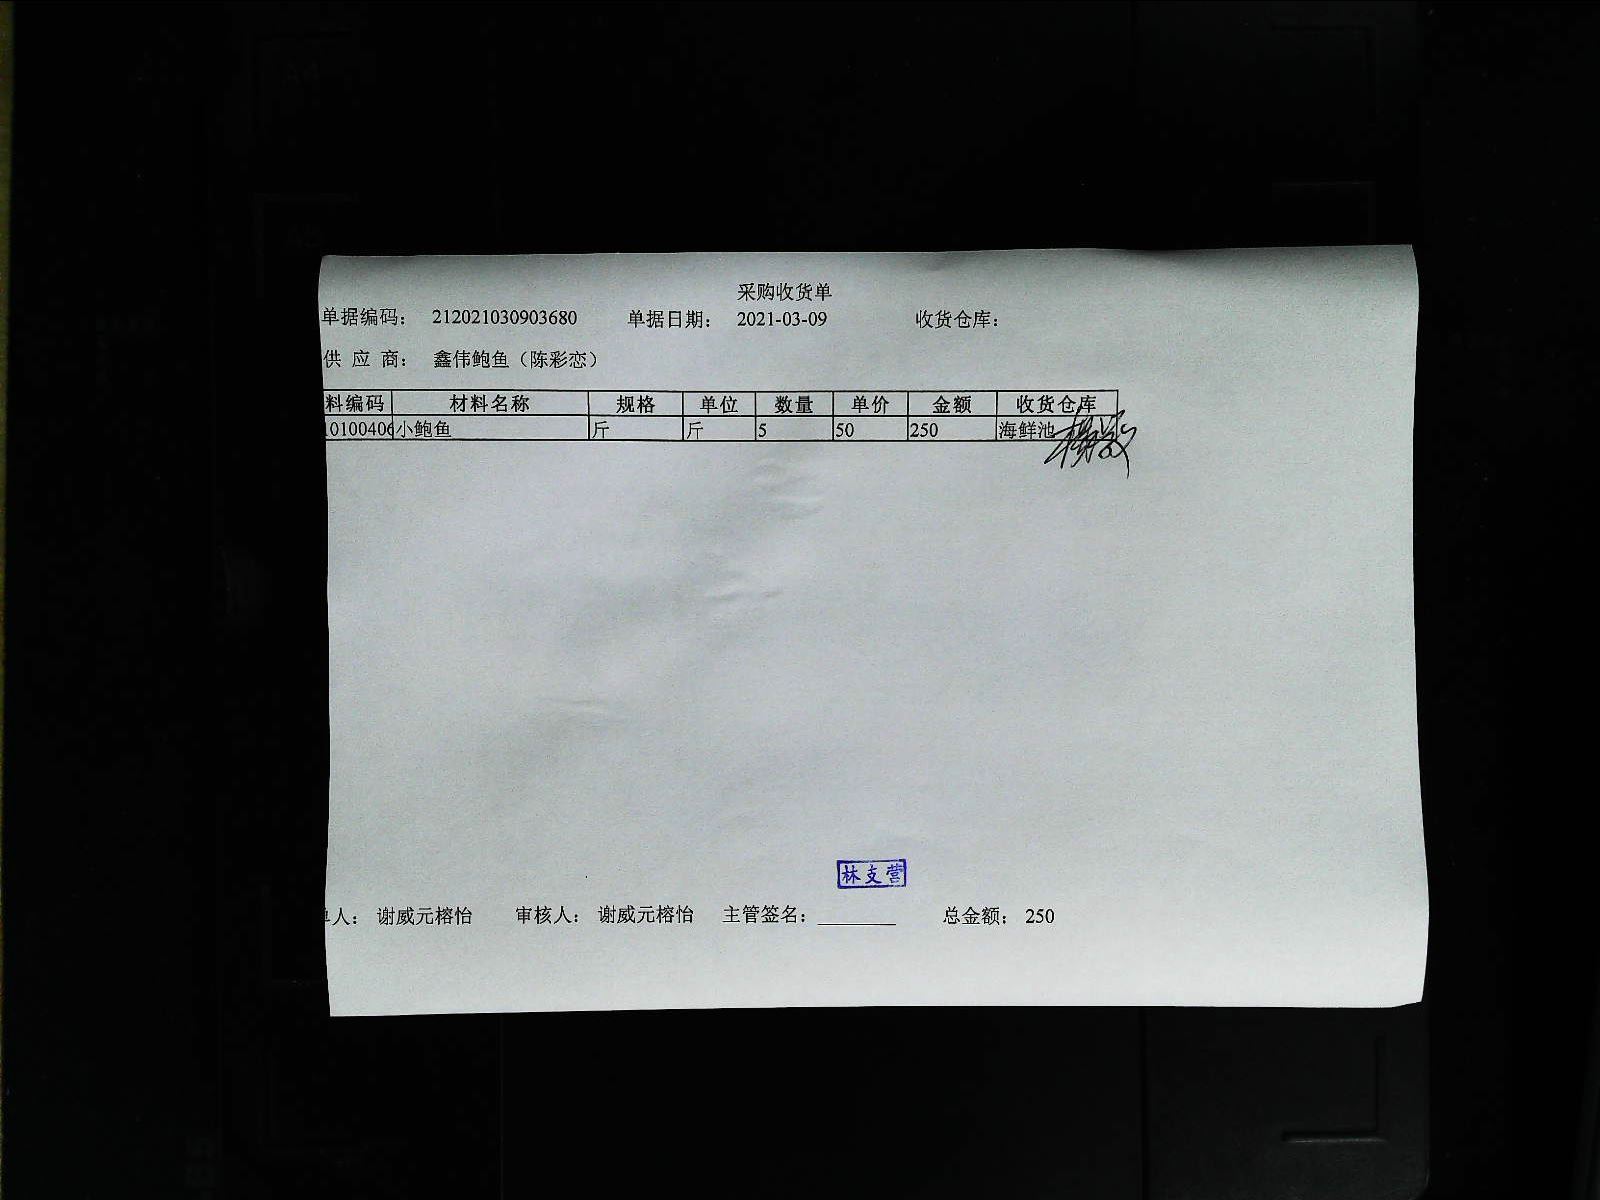 采购收货单
单据编码： 212021030903680 单据日期： 2021-03-09 收货仓库：
供 应 商： 鑫伟鲍鱼（陈彩恋）
料编码 材料名称 规格 单位 数量 单价 金额 收货仓库
10100406 小鲍鱼 斤 斤 5 50 250 海鲜池
林支营
单人： 谢威元榕怡 审核人： 谢威元榕怡 主管签名： 总金额： 250